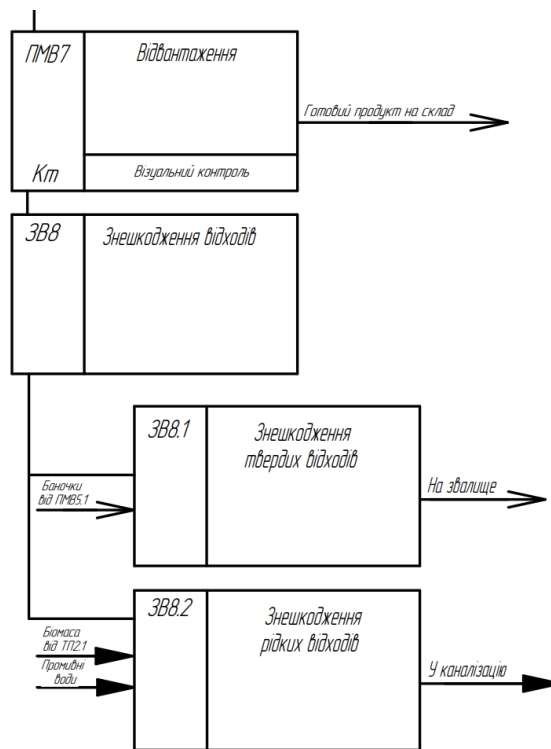 ПМВ7
Відвантаження
Готовий продукт на склад
Кт
Візуальний контроль
ЗВ8
Знешкодження відходів
ЗВ8.1
Знешкодження
твердих відходів
Баночки
від ПМВ5.1
На звалище
ЗВ8.2
Знешкодження
рідких відходів
Біомаса
від ТП2.1
Промивні
води
У каналізацію